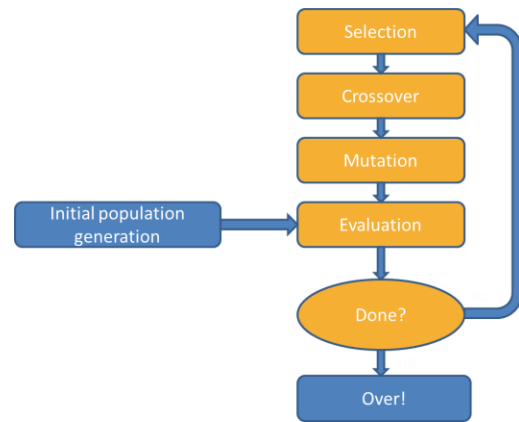 Selection
Crossover
Mutation
Initial population
generation
Evaluation
Done?
Over!